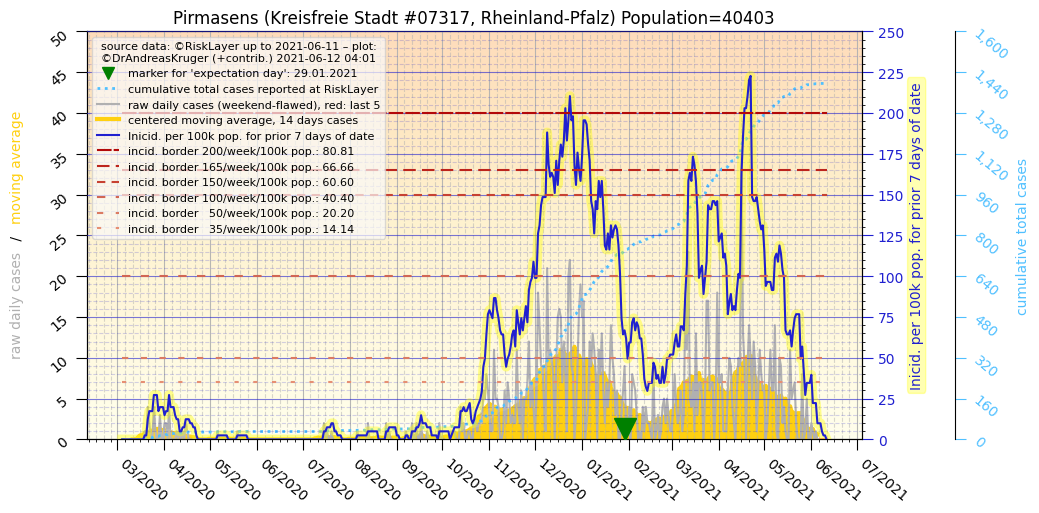 Pirmasens (Kreisfreie Stadt #07317, Rheinland-Pfalz) Population=40403
source data: ©RiskLayer up to 2021-06-11 – plot:
©DrAndreasKruger (+contrib.) 2021-06-12 04:01
marker for 'expectation day': 29.01.2021
cumulative total cases reported at RiskLayer
raw daily cases (weekend-flawed), red: last 5
centered moving average, 14 days cases
Inicid. per 100k pop. for prior 7 days of date
incid. border 200/week/100k pop.: 80.81
incid. border 165/week/100k pop.: 66.66
incid. border 150/week/100k pop.: 60.60
incid. border 100/week/100k pop.: 40.40
incid. border   50/week/100k pop.: 20.20
incid. border   35/week/100k pop.: 14.14
raw daily cases   /   moving average
50
45
40
35
30
25
20
15
10
5
0
03/2020
04/2020
05/2020
06/2020
07/2020
08/2020
09/2020
10/2020
11/2020
12/2020
01/2021
02/2021
03/2021
04/2021
05/2021
06/2021
07/2021
250
225
200
175
150
125
100
75
50
25
0
Inicid. per 100k pop. for prior 7 days of date
1,600
1,440
1,280
1,120
960
800
640
480
320
160
0
cumulative total cases